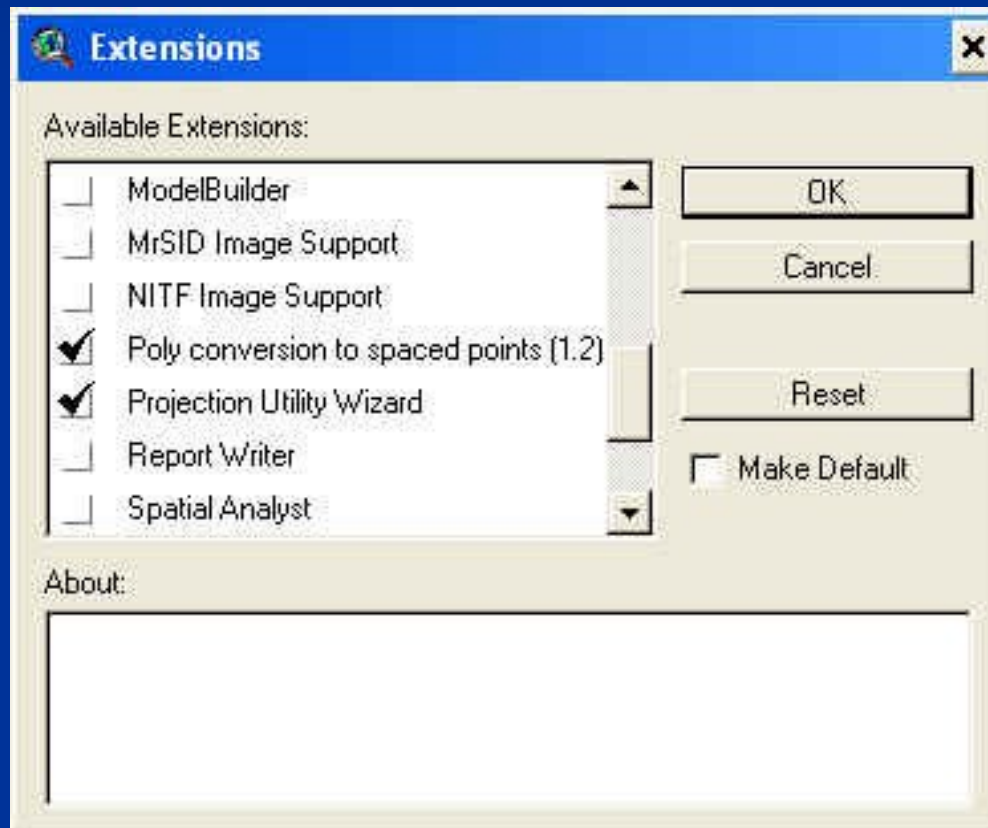 Extensions
Available Extensions:
ModelBuilder
MrSID Image Support
NITF Image Support
Poly conversion to spaced points (1.2)
Projection Utility Wizard
Report Writer
Spatial Analyst
OK
Cancel
Reset
Make Default
About: